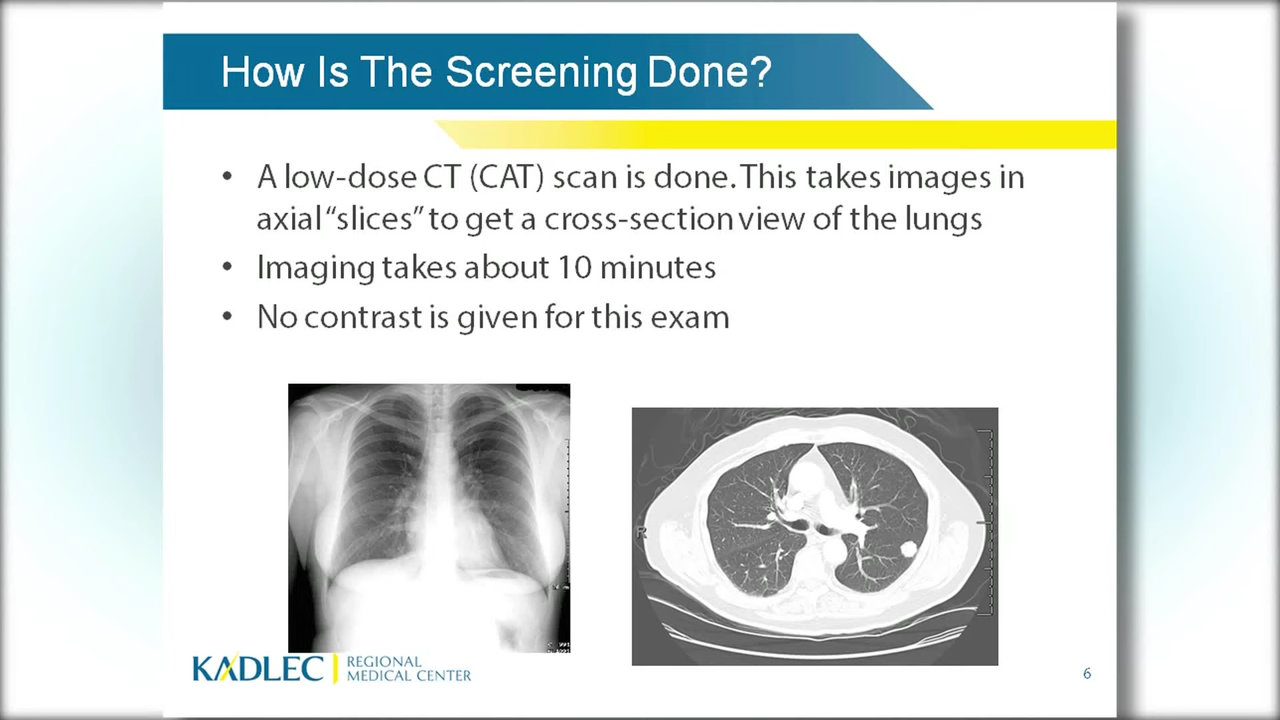 How Is The Screening Done?
• A low-dose CT (CAT) scan is done. This takes images in
axial “slices” to get a cross-section view of the lungs
• Imaging takes about 10 minutes
• No contrast is given for this exam
R
KADLEC
REGIONAL
MEDICAL CENTER
6